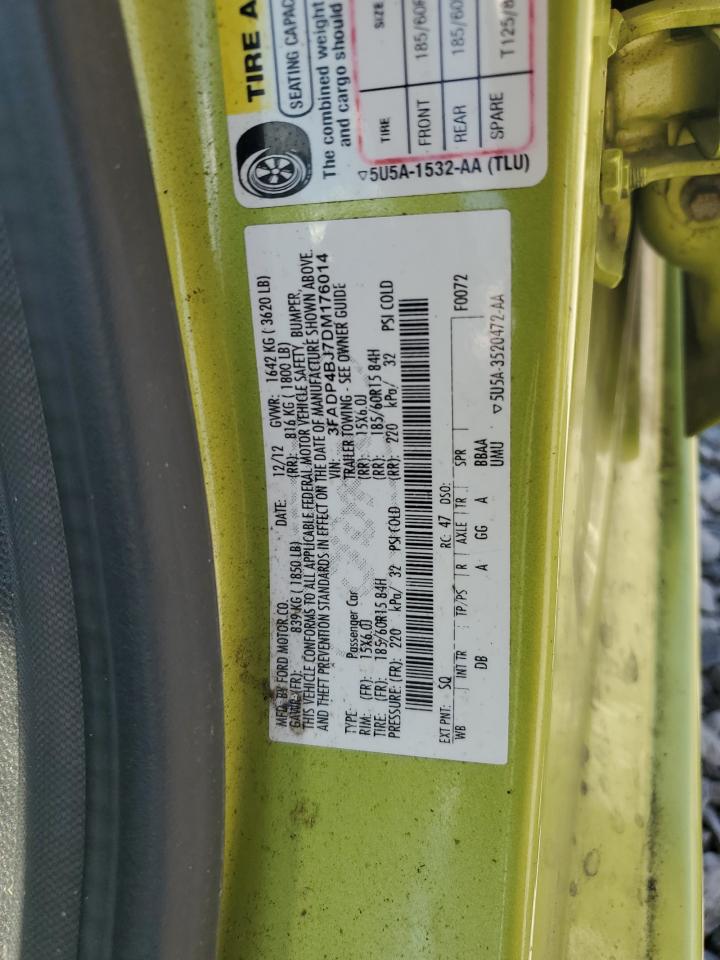 TIRE A
SEATING CAPAC
The combined weight
and cargo should
TIRE SIZE
FRONT 185/60R
REAR 185/60
SPARE T125/8
▽5U5A-1532-AA (TLU)
MFD. BY FORD MOTOR CO. DATE: 12/12 GVWR: 1642 KG ( 3620 LB)
GAWR (FR): 839 KG ( 1850 LB) (RR): 816 KG ( 1800 LB)
THIS VEHICLE CONFORMS TO ALL APPLICABLE FEDERAL MOTOR VEHICLE SAFETY, BUMPER,
AND THEFT PREVENTION STANDARDS IN EFFECT ON THE DATE OF MANUFACTURE SHOWN ABOVE.
VIN: 3FADP4BJ7DM176014
TYPE: Passenger Car TRAILER TOWING - SEE OWNER GUIDE
RIM: (FR): 15X6.0J (RR): 15X6.0J
TIRE: (FR): 185/60R15 84H (RR): 185/60R15 84H
PRESSURE: (FR): 220 kPa/ 32 PSI COLD (RR): 220 kPa/ 32 PSI COLD
EXT PNT: SQ RC: 47 DSO: F0072
WB INT TR TP/PS R AXLE TR SPR
DB A GG A BBAA
UMU
▽5U5A-3520472-AA